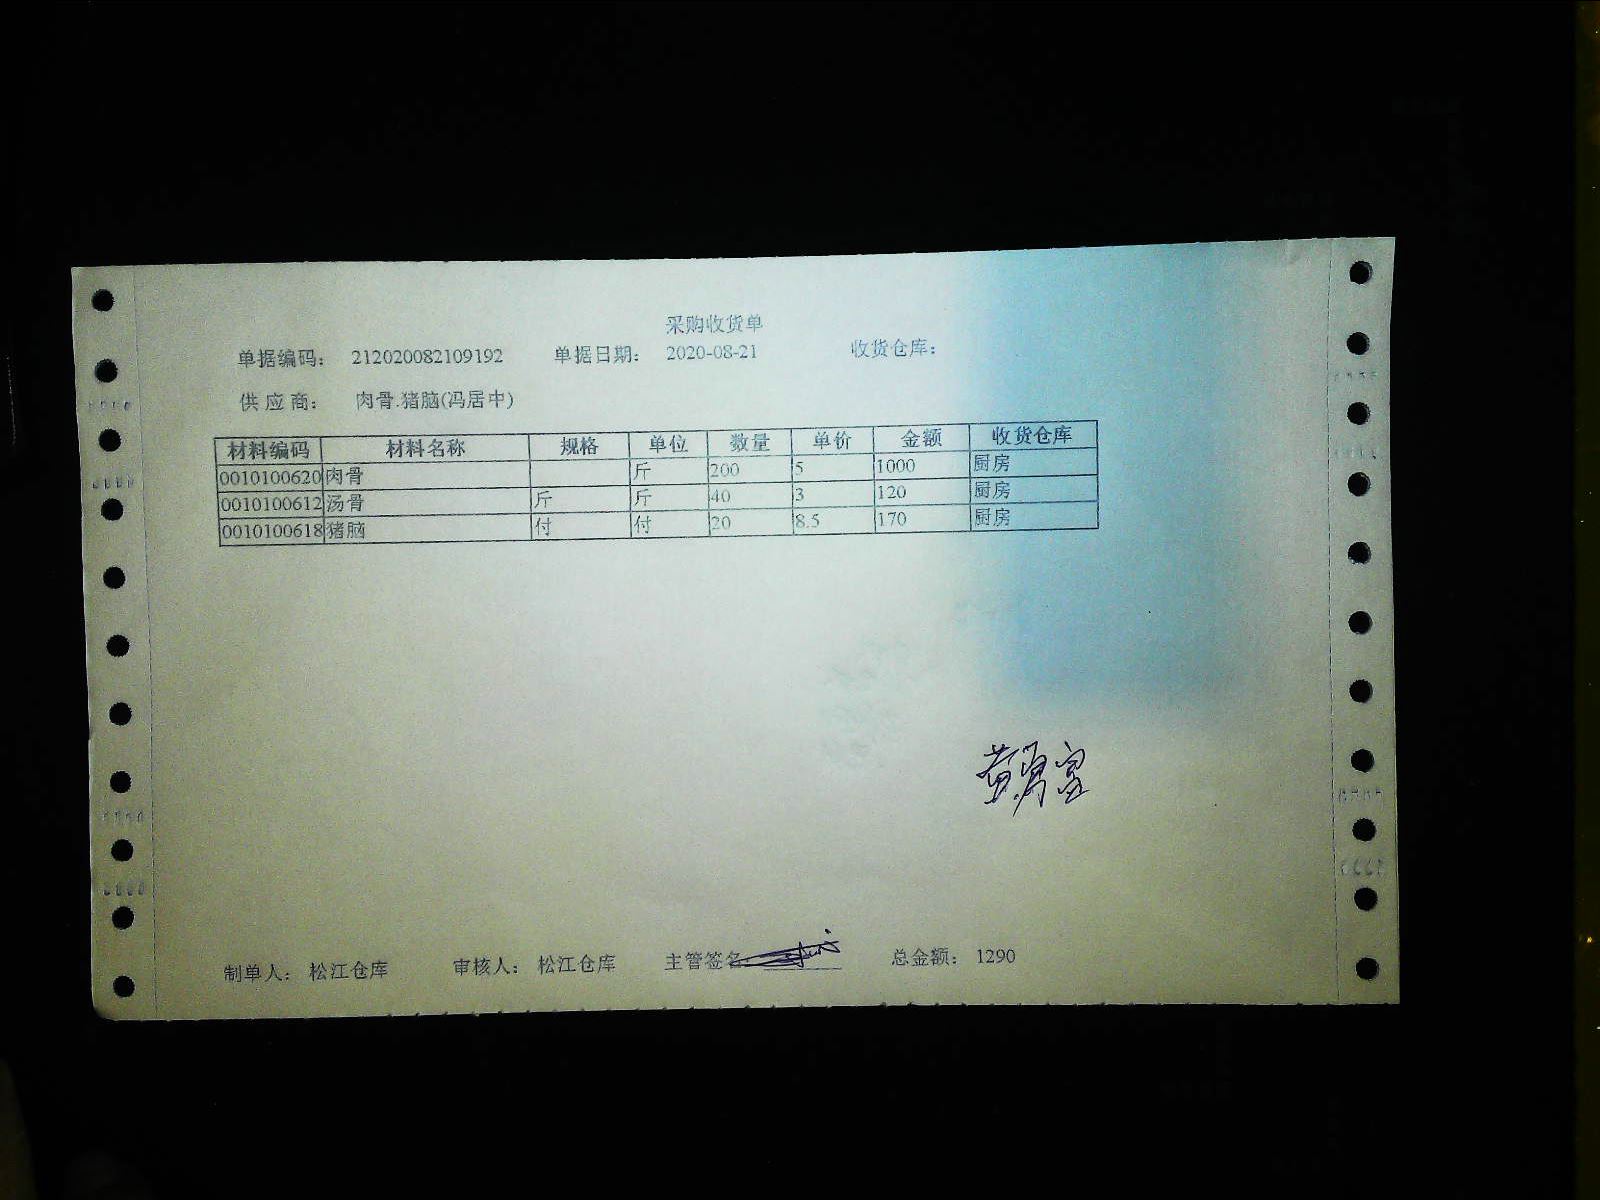 采购收货单
单据编码： 212020082109192 单据日期： 2020-08-21 收货仓库：
供应商： 肉骨.猪脑(冯居中)
材料编码 材料名称 规格 单位 数量 单价 金额 收货仓库
0010100620 肉骨 斤 200 5 1000 厨房
0010100612 汤骨 斤 斤 40 3 120 厨房
0010100618 猪脑 付 付 20 8.5 170 厨房
制单人： 松江仓库 审核人： 松江仓库 主管签名 总金额： 1290